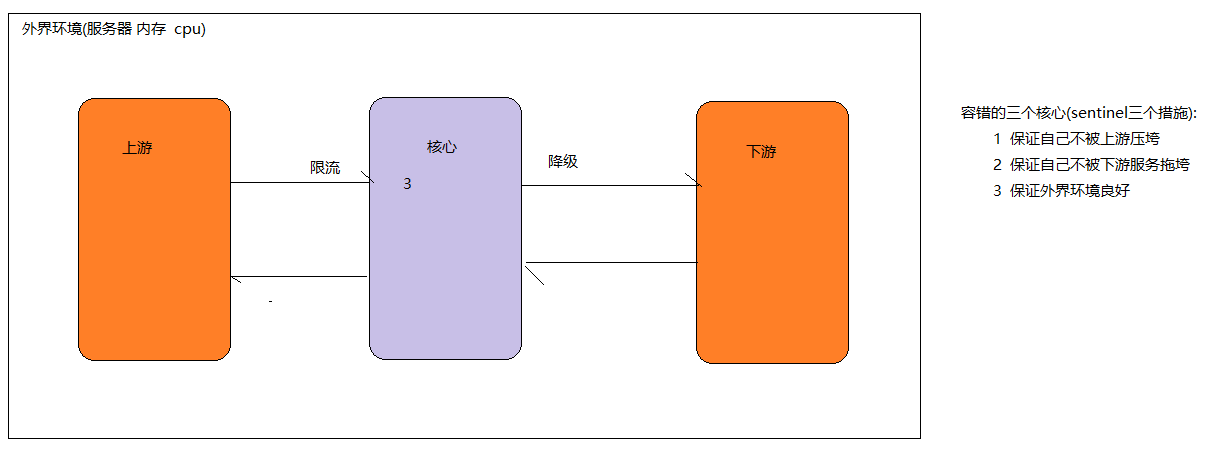 外界环境(服务器 内存 cpu)
上游
限流
核心
3
降级
下游
容错的三个核心(sentinel三个措施):
1 保证自己不被上游压垮
2 保证自己不被下游服务拖垮
3 保证外界环境良好